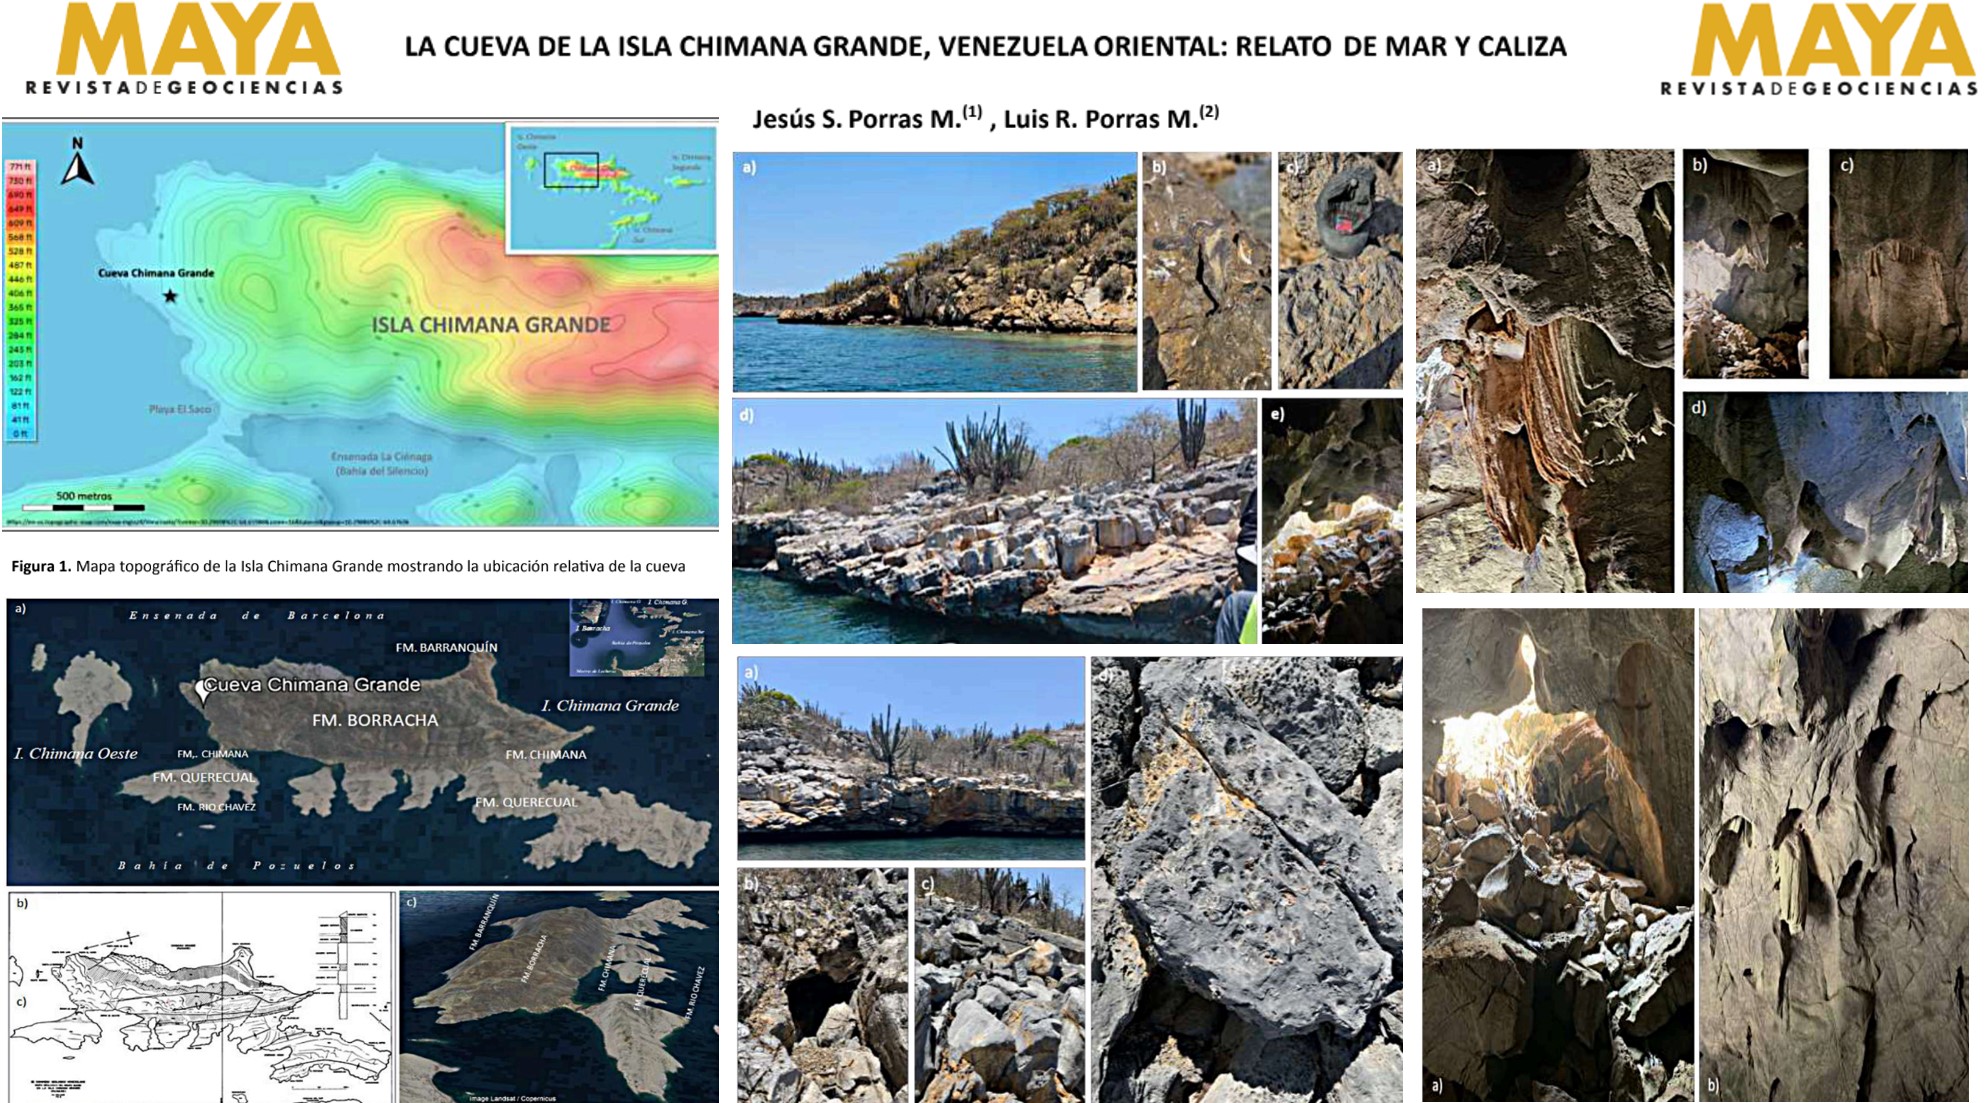 MAYA
REVISTADEGEOCIENCIAS
LA CUEVA DE LA ISLA CHIMANA GRANDE, VENEZUELA ORIENTAL: RELATO DE MAR Y CALIZA
MAYA
REVISTADEGEOCIENCIAS
Jesús S. Porras M.(1) , Luis R. Porras M.(2)
N
771 ft
730 ft
690 ft
649 ft
609 ft
568 ft
528 ft
487 ft
446 ft
406 ft
365 ft
325 ft
284 ft
243 ft
203 ft
162 ft
122 ft
81 ft
41 ft
0 ft
Is. Chimana
Oeste
Is. Chimana
Segunda
Is. Chimana
Sur
Cueva Chimana Grande
ISLA CHIMANA GRANDE
Playa El Saco
Ensenada La Ciénaga
(Bahía del Silencio)
500 metros
Figura 1. Mapa topográfico de la Isla Chimana Grande mostrando la ubicación relativa de la cueva
a)
Ensenada de Barcelona
FM. BARRANQUÍN
Cueva Chimana Grande
I. Chimana Grande
FM. BORRACHA
I. Chimana Oeste
FM,. CHIMANA
FM. CHIMANA
FM. QUERECUAL
FM. QUERECUAL
FM. RIO CHAVEZ
Bahía de Pozuelos
I. Chimana G
I. Borracha
b)
c)
c)
FM. BARRANQUÍN
FM. BORRACHA
FM. CHIMANA
FM. QUERECUAL
FM. RIO CHAVEZ
Image Landsat / Copernicus
a)
b)
c)
d)
e)
a)
b)
c)
a)
b)
c)
d)
a)
b)